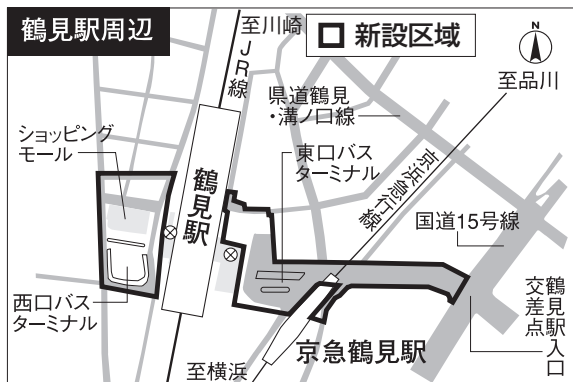 鶴見駅周辺
至川崎
JR線
新設区域
N
至品川
県道鶴見
・溝ノ口線
ショッピング
モール
東口バス
ターミナル
京浜急行線
鶴見駅
国道15号線
西口バス
ターミナル
鶴見駅入口
交差点
京急鶴見駅
至横浜